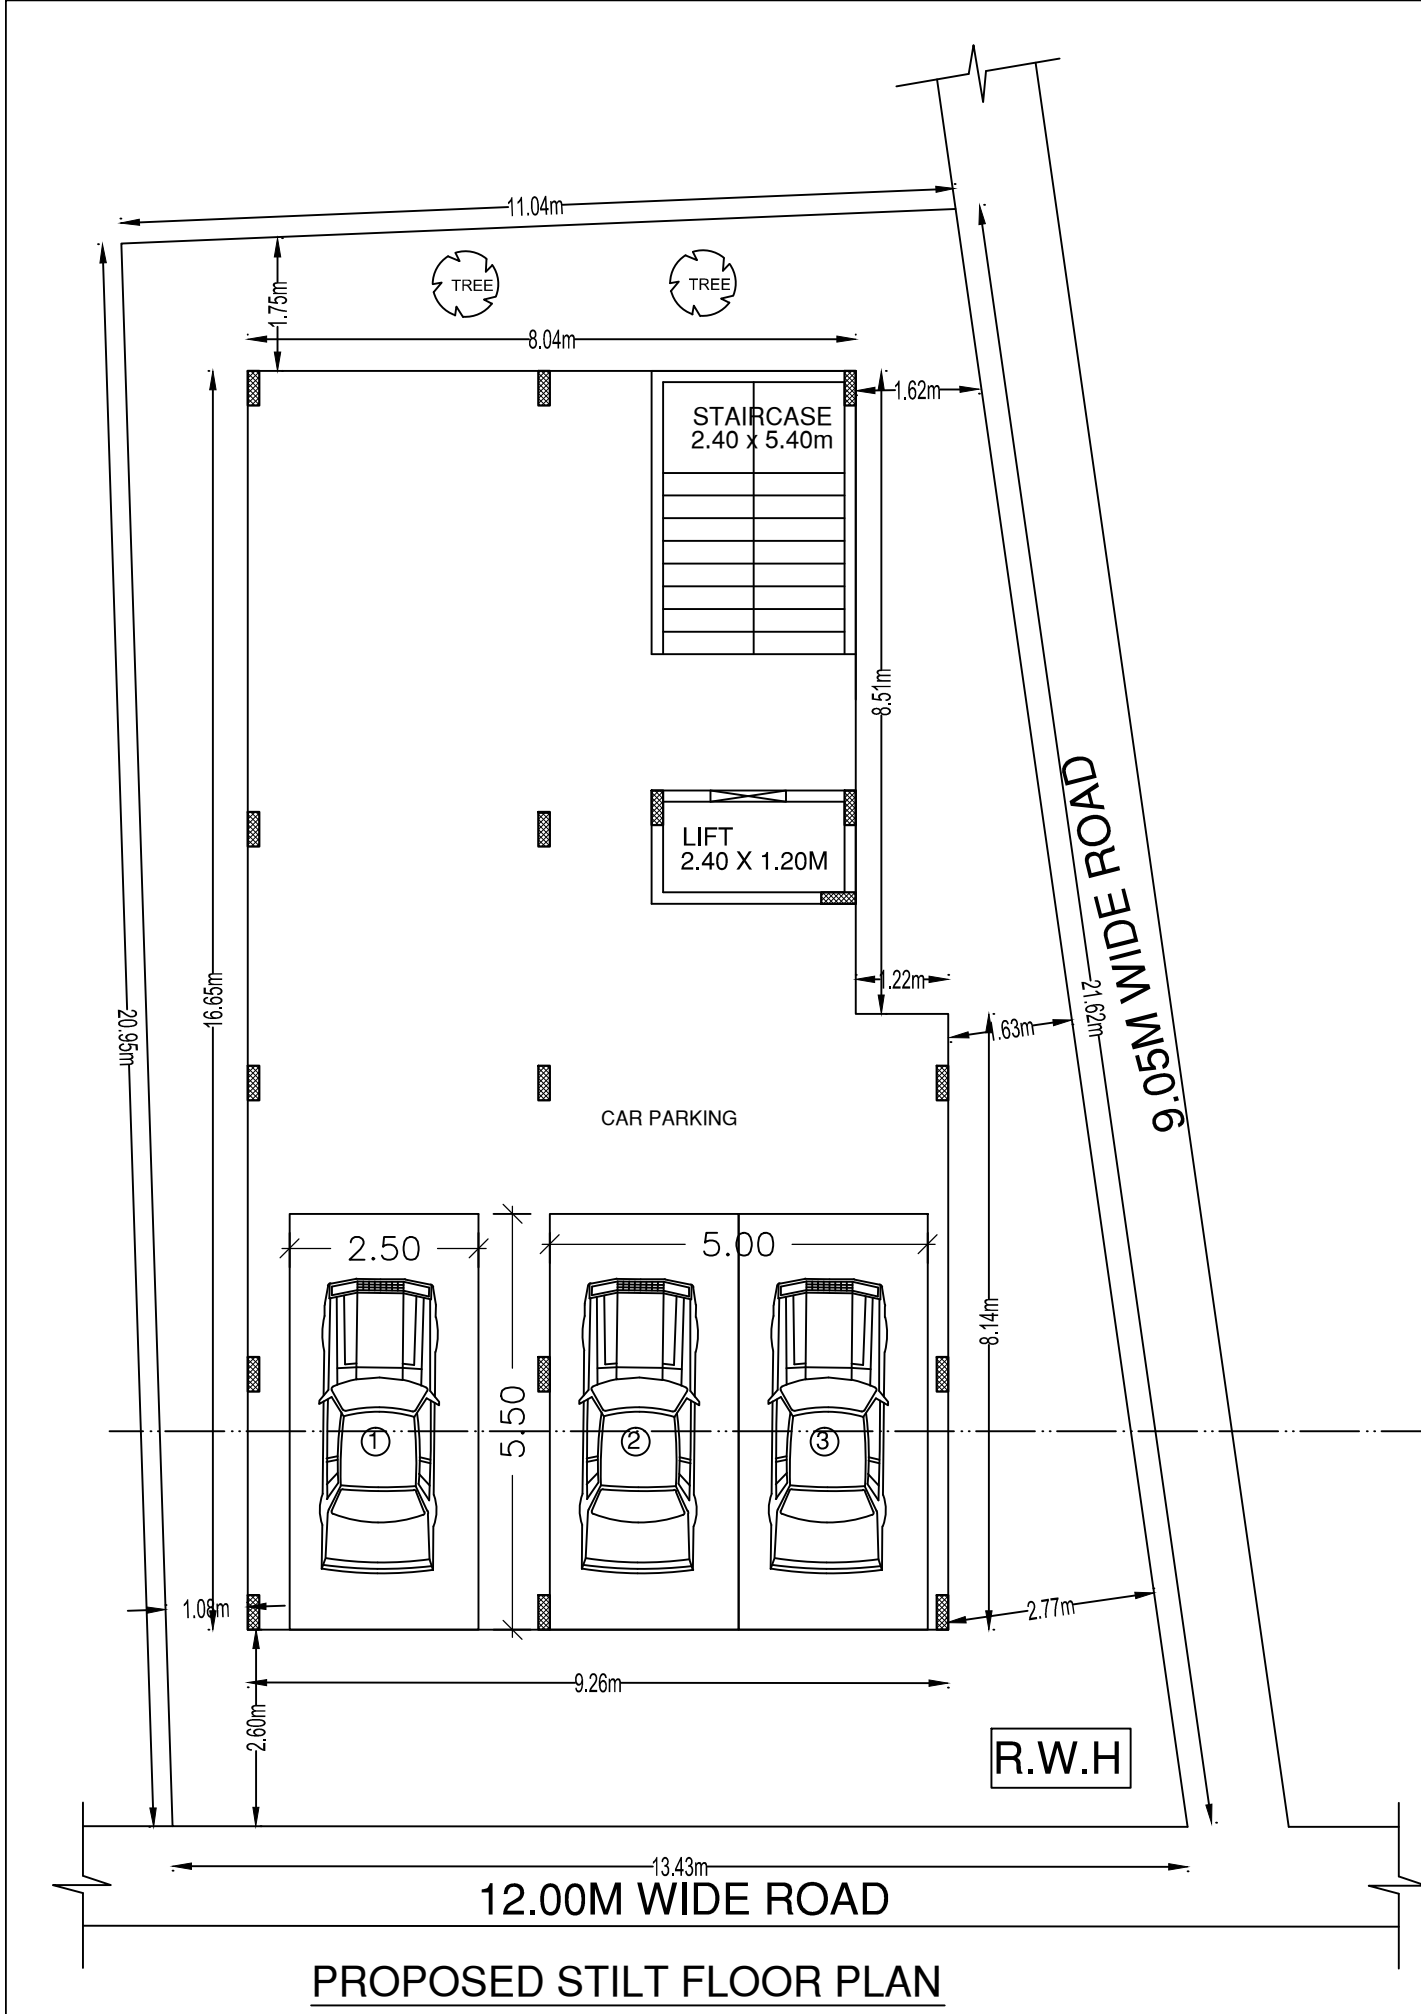 11.04m
TREE
TREE
1.75m
8.04m
1.62m
STAIRCASE
2.40 x 5.40m
8.51m
LIFT
2.40 X 1.20M
9.05M WIDE ROAD
21.62m
16.65m
20.95m
1.22m
1.63m
CAR PARKING
2.50
5.00
5.50
8.14m
1
2
3
1.08m
2.77m
9.26m
2.60m
R.W.H
13.43m
12.00M WIDE ROAD
PROPOSED STILT FLOOR PLAN